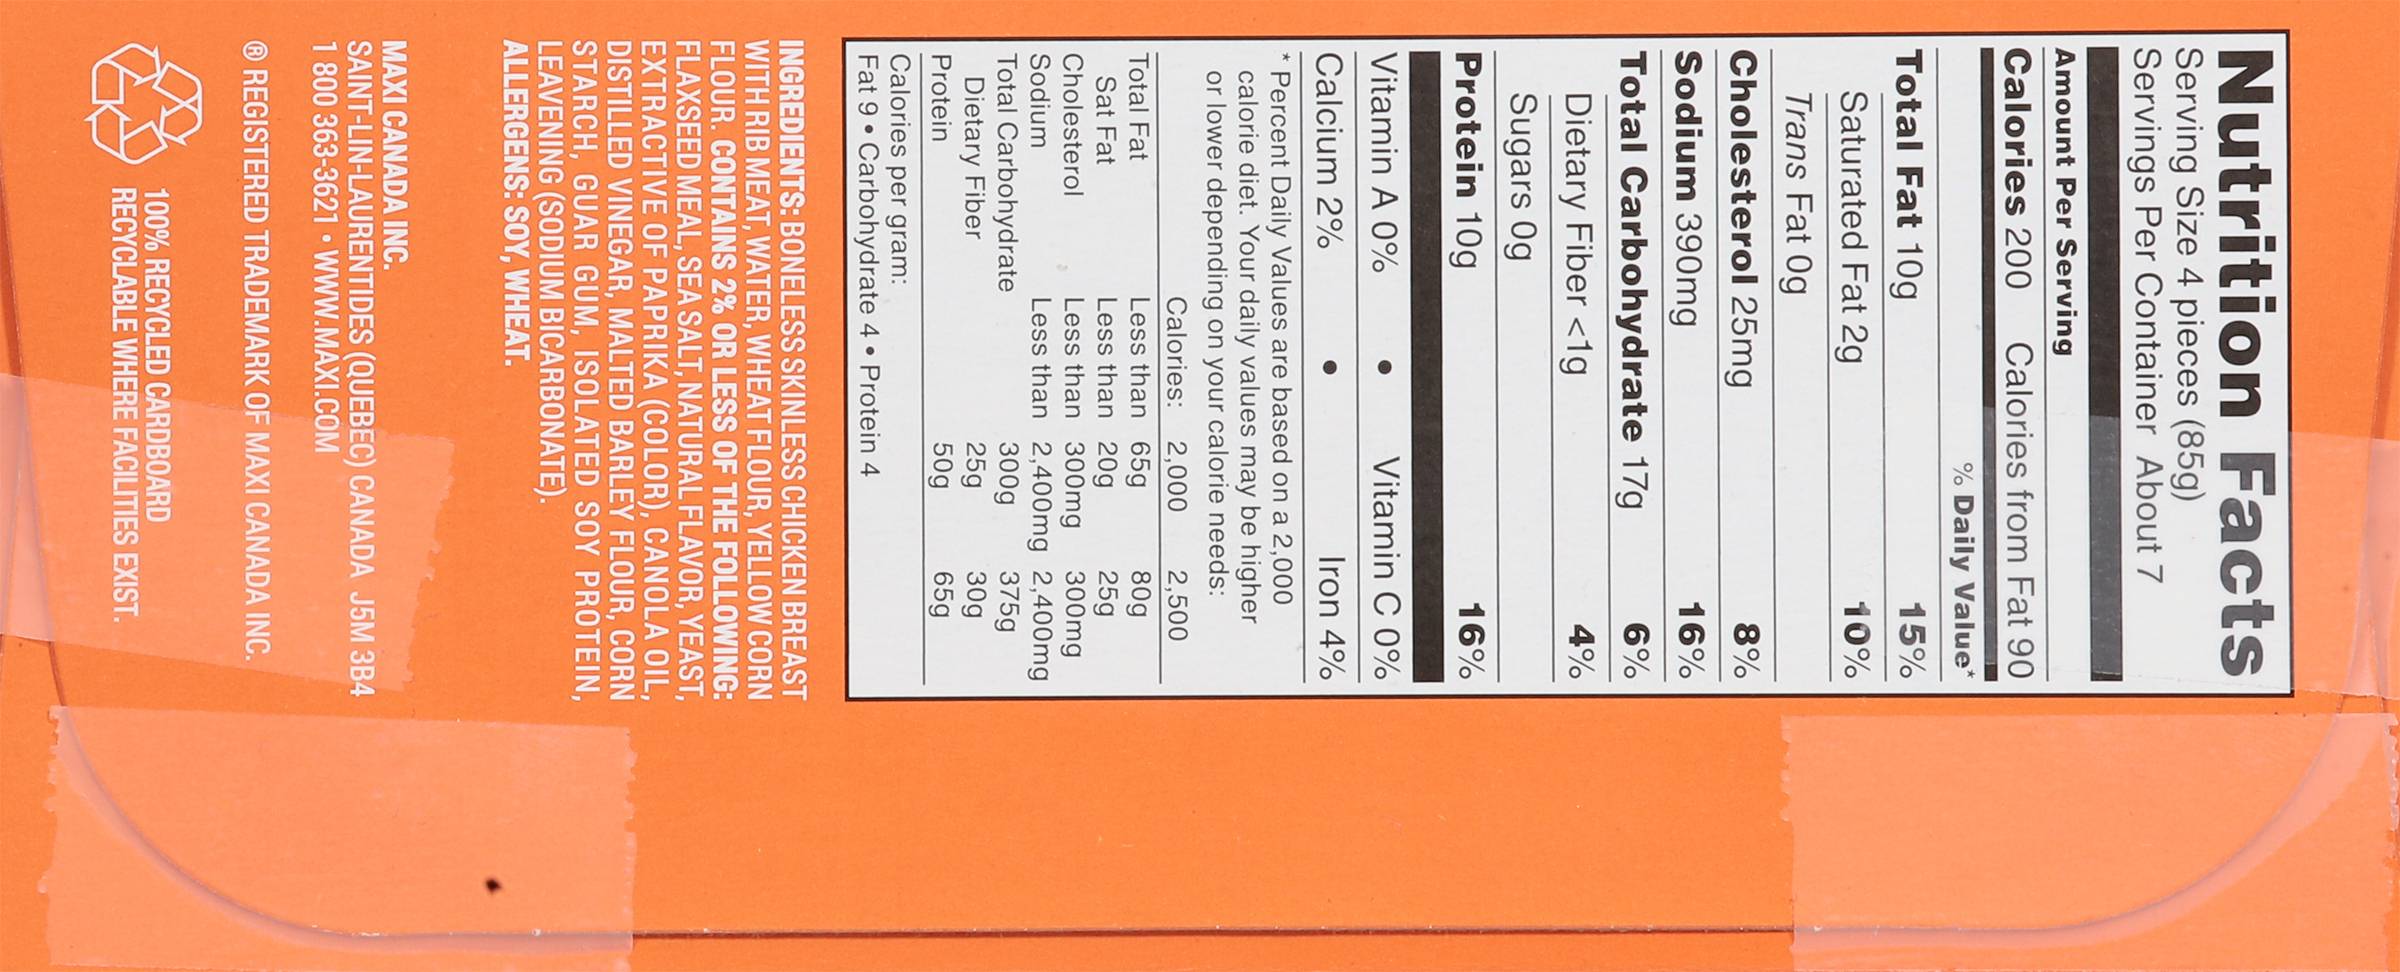 Nutrition Facts
Serving Size 4 pieces (85g)
Servings Per Container About 7
Amount Per Serving
Calories 200 Calories from Fat 90
% Daily Value*
Total Fat 10g 15%
Saturated Fat 2g 10%
Trans Fat 0g
Cholesterol 25mg 8%
Sodium 390mg 16%
Total Carbohydrate 17g 6%
Dietary Fiber <1g 4%
Sugars 0g
Protein 10g 16%
Vitamin A 0% • Vitamin C 0%
Calcium 2% • Iron 4%
* Percent Daily Values are based on a 2,000
calorie diet. Your daily values may be higher
or lower depending on your calorie needs:
Calories: 2,000 2,500
Total Fat Less than 65g 80g
Sat Fat Less than 20g 25g
Cholesterol Less than 300mg 300mg
Sodium Less than 2,400mg 2,400mg
Total Carbohydrate 300g 375g
Dietary Fiber 25g 30g
Protein 50g 65g
Calories per gram:
Fat 9 • Carbohydrate 4 • Protein 4
INGREDIENTS: BONELESS SKINLESS CHICKEN BREAST
WITH RIB MEAT, WATER, WHEAT FLOUR, YELLOW CORN
FLOUR. CONTAINS 2% OR LESS OF THE FOLLOWING:
FLAXSEED MEAL, SEA SALT, NATURAL FLAVOR, YEAST,
EXTRACTIVE OF PAPRIKA (COLOR), CANOLA OIL,
DISTILLED VINEGAR, MALTED BARLEY FLOUR, CORN
STARCH, GUAR GUM, ISOLATED SOY PROTEIN,
LEAVENING (SODIUM BICARBONATE).
ALLERGENS: SOY, WHEAT.
MAXI CANADA INC.
SAINT-LIN-LAURENTIDES (QUEBEC) CANADA J5M 3B4
1 800 363-3621 • WWW.MAXI.COM
® REGISTERED TRADEMARK OF MAXI CANADA INC.
100% RECYCLED CARDBOARD
RECYCLABLE WHERE FACILITIES EXIST.